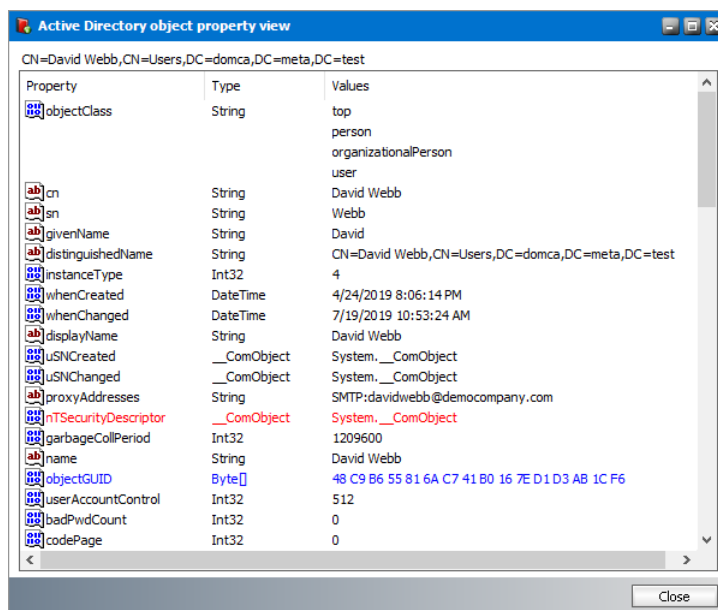 Active Directory object property view
CN=David Webb,CN=Users,DC=domca,DC=meta,DC=test
Property Type Values
objectClass String top
person
organizationalPerson
user
cn String David Webb
sn String Webb
givenName String David
distinguishedName String CN=David Webb,CN=Users,DC=domca,DC=meta,DC=test
instanceType Int32 4
whenCreated DateTime 4/24/2019 8:06:14 PM
whenChanged DateTime 7/19/2019 10:53:24 AM
displayName String David Webb
uSNCreated __ComObject System.__ComObject
uSNChanged __ComObject System.__ComObject
proxyAddresses String SMTP:davidwebb@democompany.com
nTSecurityDescriptor __ComObject System.__ComObject
garbageCollPeriod Int32 1209600
name String David Webb
objectGUID Byte[] 48 C9 B6 55 81 6A C7 41 B0 16 7E D1 D3 AB 1C F6
userAccountControl Int32 512
badPwdCount Int32 0
codePage Int32 0
Close